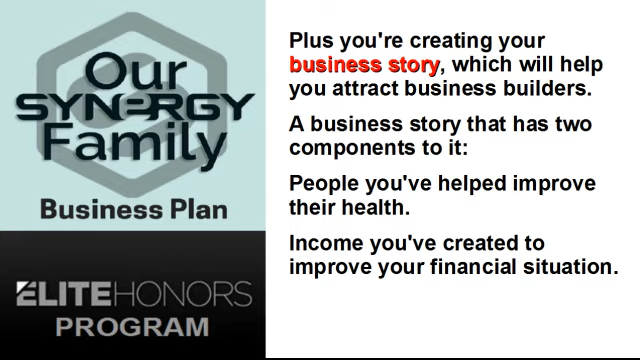 Our
SYNERGY
Family
Business Plan
ELITEHONORS
PROGRAM
Plus you're creating your
business story, which will help
you attract business builders.
A business story that has two
components to it:
People you've helped improve
their health.
Income you've created to
improve your financial situation.